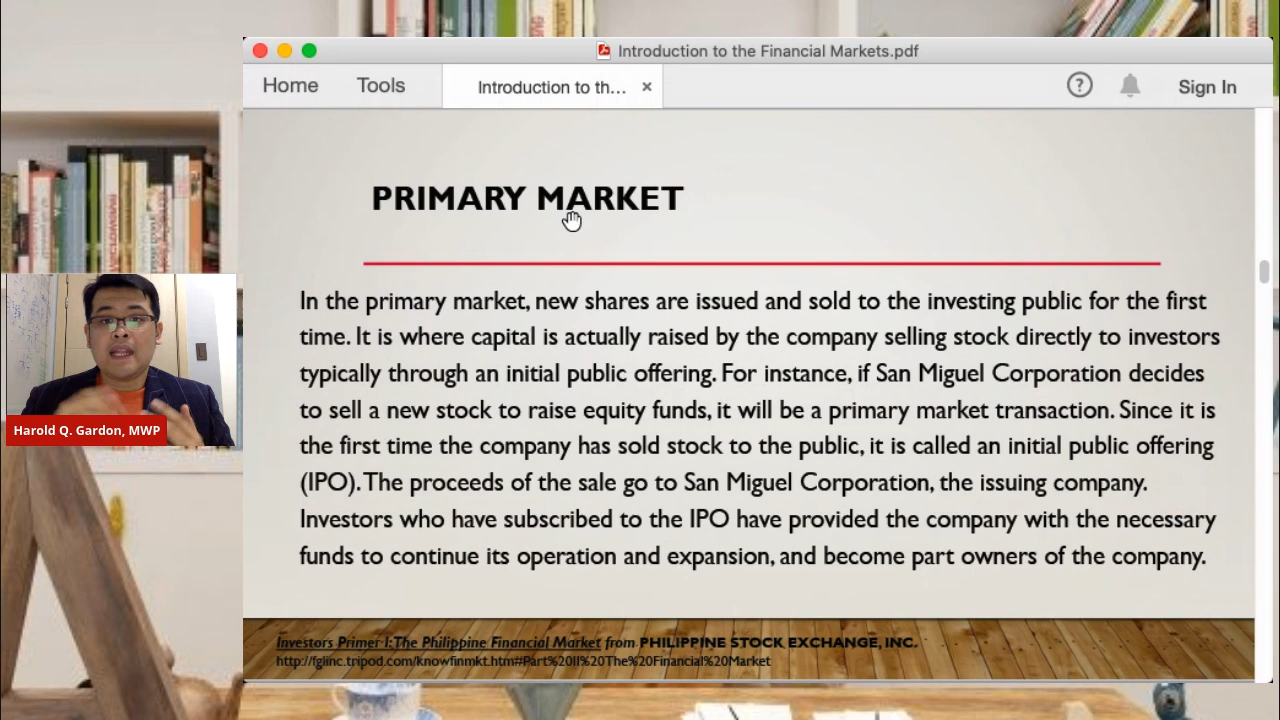 Introduction to the Financial Markets.pdf
Home
Tools
Introduction to th...
×
?
Sign In
PRIMARY MARKET
In the primary market, new shares are issued and sold to the investing public for the first
time. It is where capital is actually raised by the company selling stock directly to investors
typically through an initial public offering. For instance, if San Miguel Corporation decides
to sell a new stock to raise equity funds, it will be a primary market transaction. Since it is
the first time the company has sold stock to the public, it is called an initial public offering
(IPO). The proceeds of the sale go to San Miguel Corporation, the issuing company.
Investors who have subscribed to the IPO have provided the company with the necessary
funds to continue its operation and expansion, and become part owners of the company.
Harold Q. Gardon, MWP
Investors Primer I: The Philippine Financial Market from PHILIPPINE STOCK EXCHANGE, INC.
http://fglinc.tripod.com/knowfinmkt.htm#Part%20II%20The%20Financial%20Market